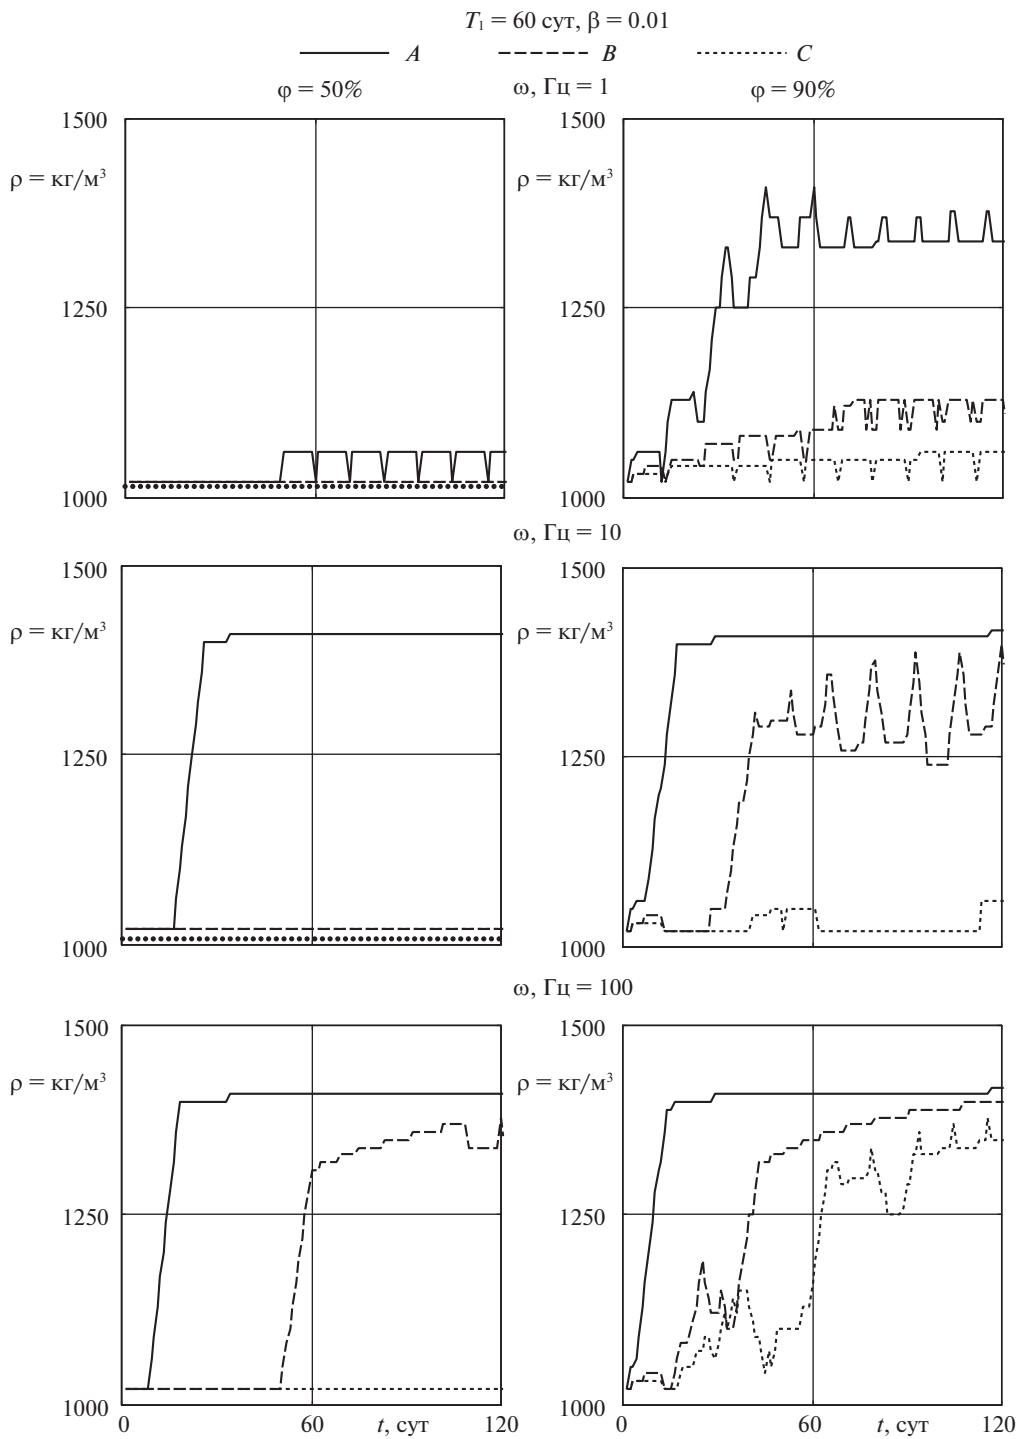 T₁ = 60 сут, β = 0.01
A B C
φ = 50% ω, Гц = 1 φ = 90%
1500 1500
ρ = кг/м³ ρ = кг/м³
1250 1250
1000 1000
ω, Гц = 10
1500 1500
ρ = кг/м³ ρ = кг/м³
1250 1250
1000 1000
ω, Гц = 100
1500 1500
ρ = кг/м³ ρ = кг/м³
1250 1250
1000 1000
0 60 t, сут 120 0 60 t, сут 120